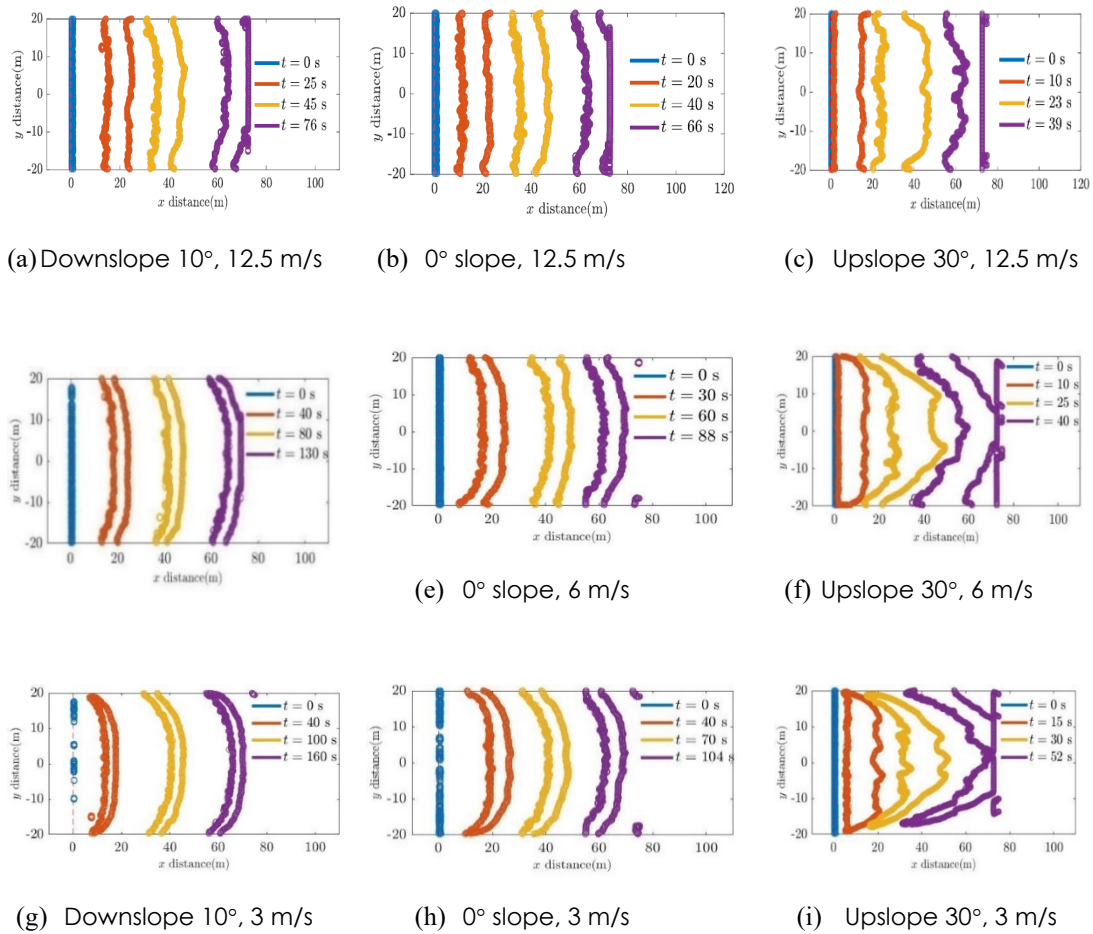 20
10
0
-10
-20
y distance(m)
t = 0 s
t = 25 s
t = 45 s
t = 76 s
0 20 40 60 80 100
x distance(m)
(a) Downslope 10°, 12.5 m/s
20
10
0
-10
-20
y distance(m)
t = 0 s
t = 20 s
t = 40 s
t = 66 s
0 20 40 60 80 100 120
x distance(m)
(b) 0° slope, 12.5 m/s
20
10
0
-10
-20
y distance(m)
t = 0 s
t = 10 s
t = 23 s
t = 39 s
0 20 40 60 80 100 120
x distance(m)
(c) Upslope 30°, 12.5 m/s
20
10
0
-10
-20
y distance(m)
t = 0 s
t = 40 s
t = 80 s
t = 130 s
0 20 40 60 80 100
x distance(m)
20
10
0
-10
-20
y distance(m)
t = 0 s
t = 30 s
t = 60 s
t = 88 s
0 20 40 60 80 100
x distance(m)
(e) 0° slope, 6 m/s
20
10
0
-10
-20
y distance(m)
t = 0 s
t = 10 s
t = 25 s
t = 40 s
0 20 40 60 80 100
x distance(m)
(f) Upslope 30°, 6 m/s
20
10
0
-10
-20
y distance(m)
t = 0 s
t = 40 s
t = 100 s
t = 160 s
0 20 40 60 80 100
x distance(m)
(g) Downslope 10°, 3 m/s
20
10
0
-10
-20
y distance(m)
t = 0 s
t = 40 s
t = 70 s
t = 104 s
0 20 40 60 80 100
x distance(m)
(h) 0° slope, 3 m/s
20
10
0
-10
-20
y distance(m)
t = 0 s
t = 15 s
t = 30 s
t = 52 s
0 20 40 60 80 100
x distance(m)
(i) Upslope 30°, 3 m/s